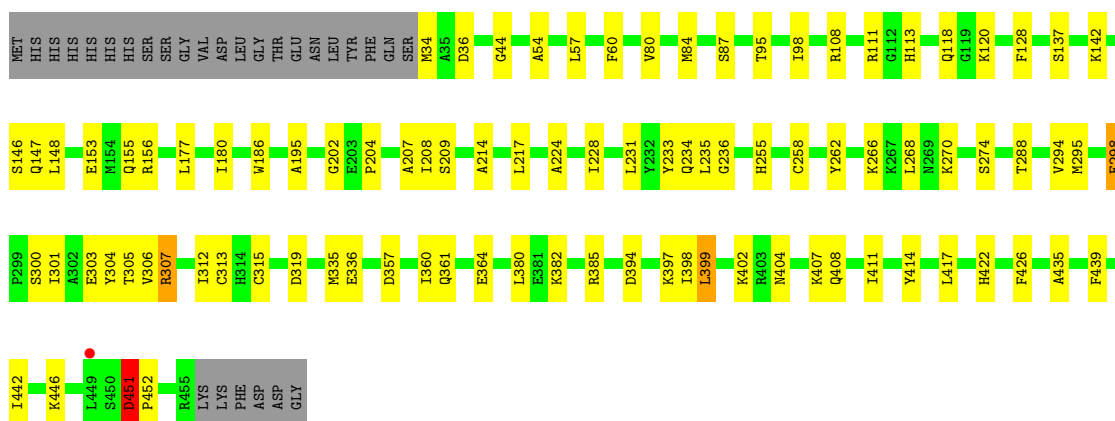 MET HIS HIS HIS HIS HIS HIS SER SER GLY VAL ASP LEU GLY THR GLU ASN LEU TYR PHE GLN SER M34 A35 D36 G44 A54 L57 F60 V80 M84 S87 T95 I98 R108 R111 G112 H113 Q118 G119 K120 F128 S137 K142
S146 Q147 L148 E153 M154 Q155 R156 L177 I180 W186 A195 G202 E203 P204 A207 I208 S209 A214 L217 A224 I228 L231 Y232 Y233 Q234 L235 G236 H255 C258 Y262 K266 K267 L268 N269 K270 S274 T288 V294 M295
P299 S300 I301 A302 E303 Y304 T305 V306 R307 I312 C313 H314 C315 D319 M335 E336 D357 I360 Q361 E364 L380 E381 K382 R385 D394 K397 I398 L399 K402 R403 N404 K407 Q408 I411 Y414 L417 H422 F426 A435 F439
I442 K446 L449 S450 D451 P452 R455 LYS LYS PHE ASP ASP GLY